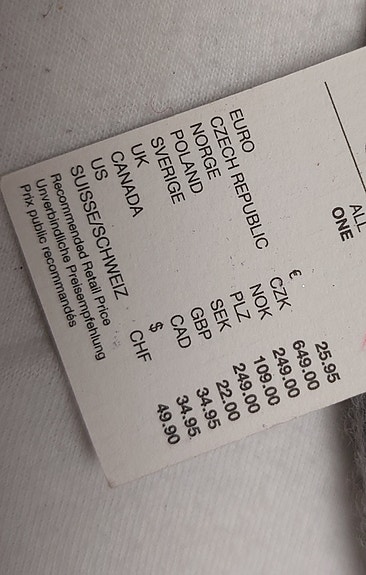 ALL
ONE
EURO € 25.95
CZECH REPUBLIC CZK 649.00
NORGE NOK 249.00
POLAND PLZ 109.00
SVERIGE SEK 249.00
UK GBP 22.00
CANADA CAD 34.95
US $ 34.95
SUISSE/SCHWEIZ CHF 49.90
Recommended Retail Price
Unverbindliche Preisempfehlung
Prix public recommandés